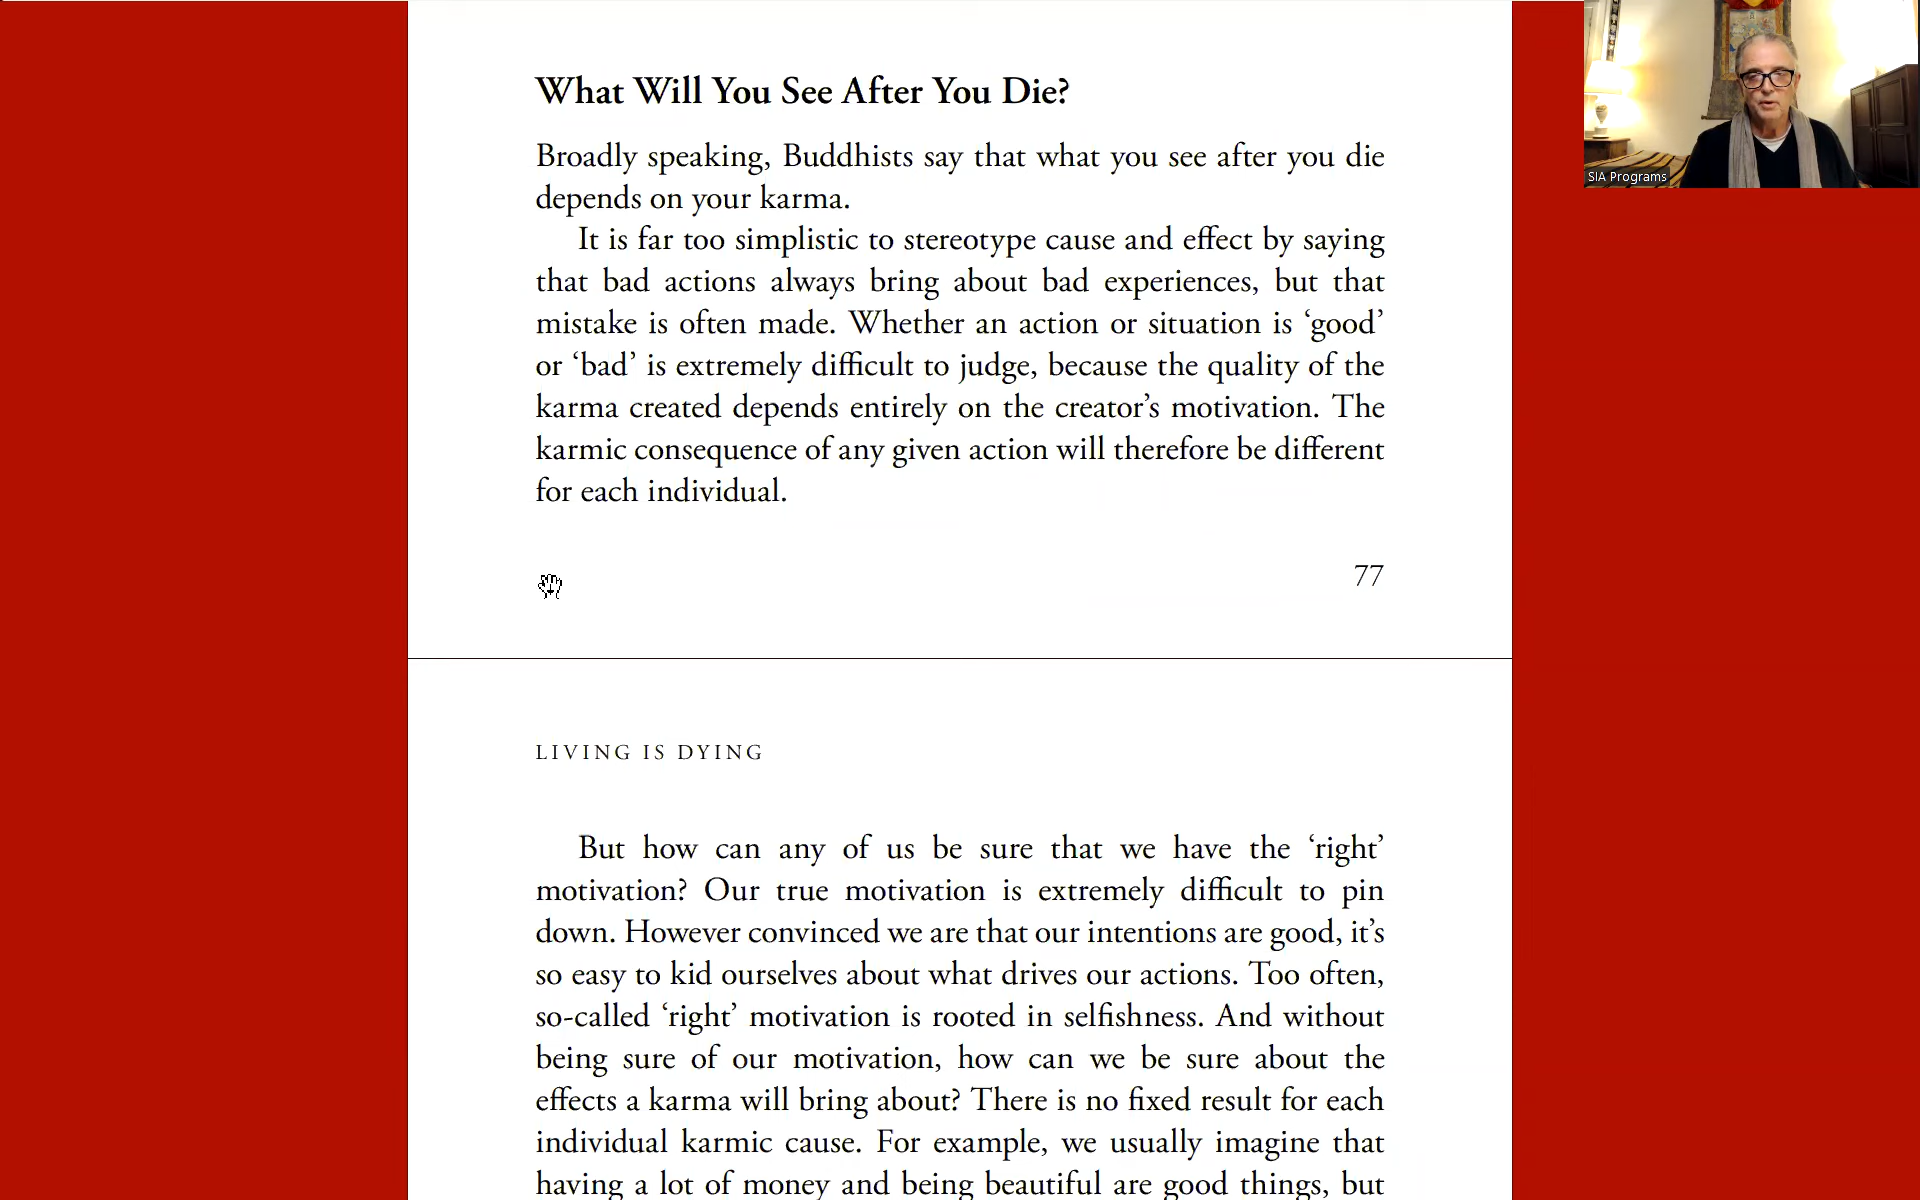 What Will You See After You Die?
Broadly speaking, Buddhists say that what you see after you die
depends on your karma.
It is far too simplistic to stereotype cause and effect by saying
that bad actions always bring about bad experiences, but that
mistake is often made. Whether an action or situation is ‘good’
or ‘bad’ is extremely difficult to judge, because the quality of the
karma created depends entirely on the creator’s motivation. The
karmic consequence of any given action will therefore be different
for each individual.
77
LIVING IS DYING
But how can any of us be sure that we have the ‘right’
motivation? Our true motivation is extremely difficult to pin
down. However convinced we are that our intentions are good, it’s
so easy to kid ourselves about what drives our actions. Too often,
so-called ‘right’ motivation is rooted in selfishness. And without
being sure of our motivation, how can we be sure about the
effects a karma will bring about? There is no fixed result for each
individual karmic cause. For example, we usually imagine that
having a lot of money and being beautiful are good things, but
SIA Programs